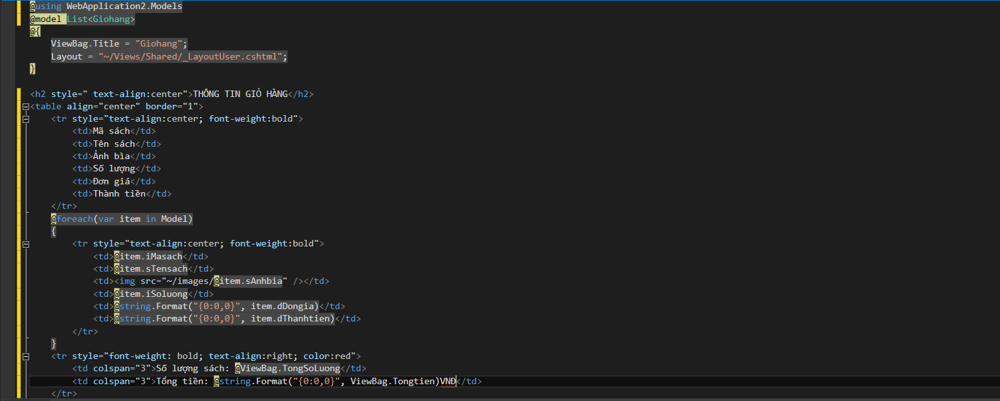 @using WebApplication2.Models
@model List<Giohang>
@{
    ViewBag.Title = "Giohang";
    Layout = "~/Views/Shared/_LayoutUser.cshtml";
}
<h2 style=" text-align:center">THÔNG TIN GIỎ HÀNG</h2>
<table align="center" border="1">
    <tr style="text-align:center; font-weight:bold">
        <td>Mã sách</td>
        <td>Tên sách</td>
        <td>Ảnh bìa</td>
        <td>Số lượng</td>
        <td>Đơn giá</td>
        <td>Thành tiền</td>
    </tr>
    @foreach(var item in Model)
    {
        <tr style="text-align:center; font-weight:bold">
            <td>@item.iMasach</td>
            <td>@item.sTensach</td>
            <td><img src="~/images/@item.sAnhbia" /></td>
            <td>@item.iSoluong</td>
            <td>@string.Format("{0:0,0}", item.dDongia)</td>
            <td>@string.Format("{0:0,0}", item.dThanhtien)</td>
        </tr>
    }
    <tr style="font-weight: bold; text-align:right; color:red">
        <td colspan="3">Số lượng sách: @ViewBag.TongSoLuong</td>
        <td colspan="3">Tổng tiền: @string.Format("{0:0,0}", ViewBag.Tongtien)VNĐ</td>
    </tr>